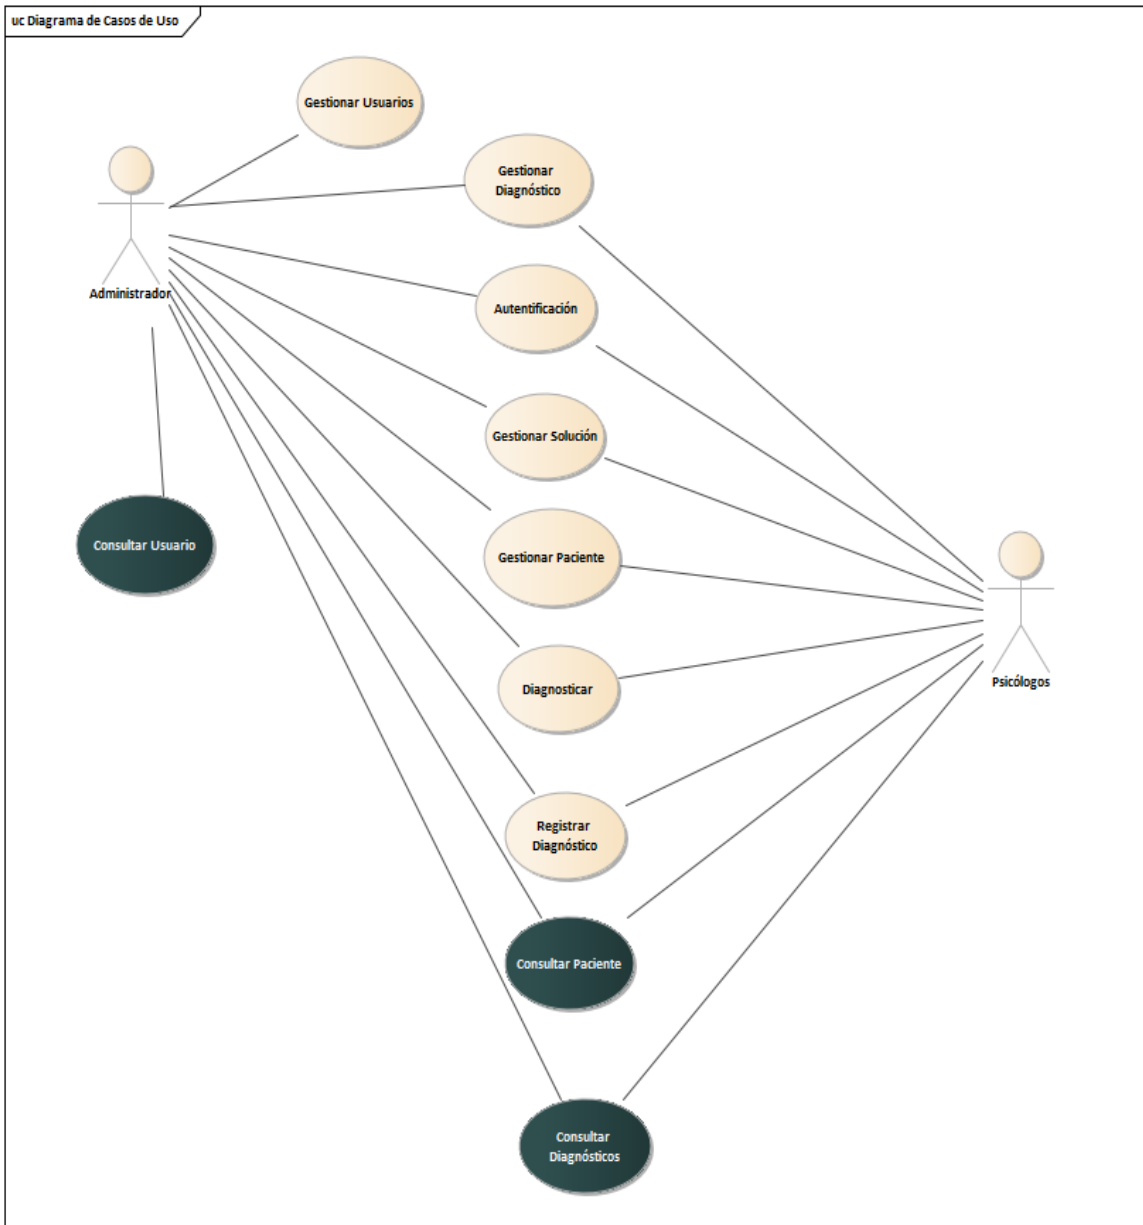 uc Diagrama de Casos de Uso
Gestionar Usuarios
Gestionar
Diagnóstico
Administrador
Autentificación
Gestionar Solución
Consultar Usuario
Gestionar Paciente
Diagnosticar
Psicólogos
Registrar
Diagnóstico
Consultar Paciente
Consultar
Diagnósticos